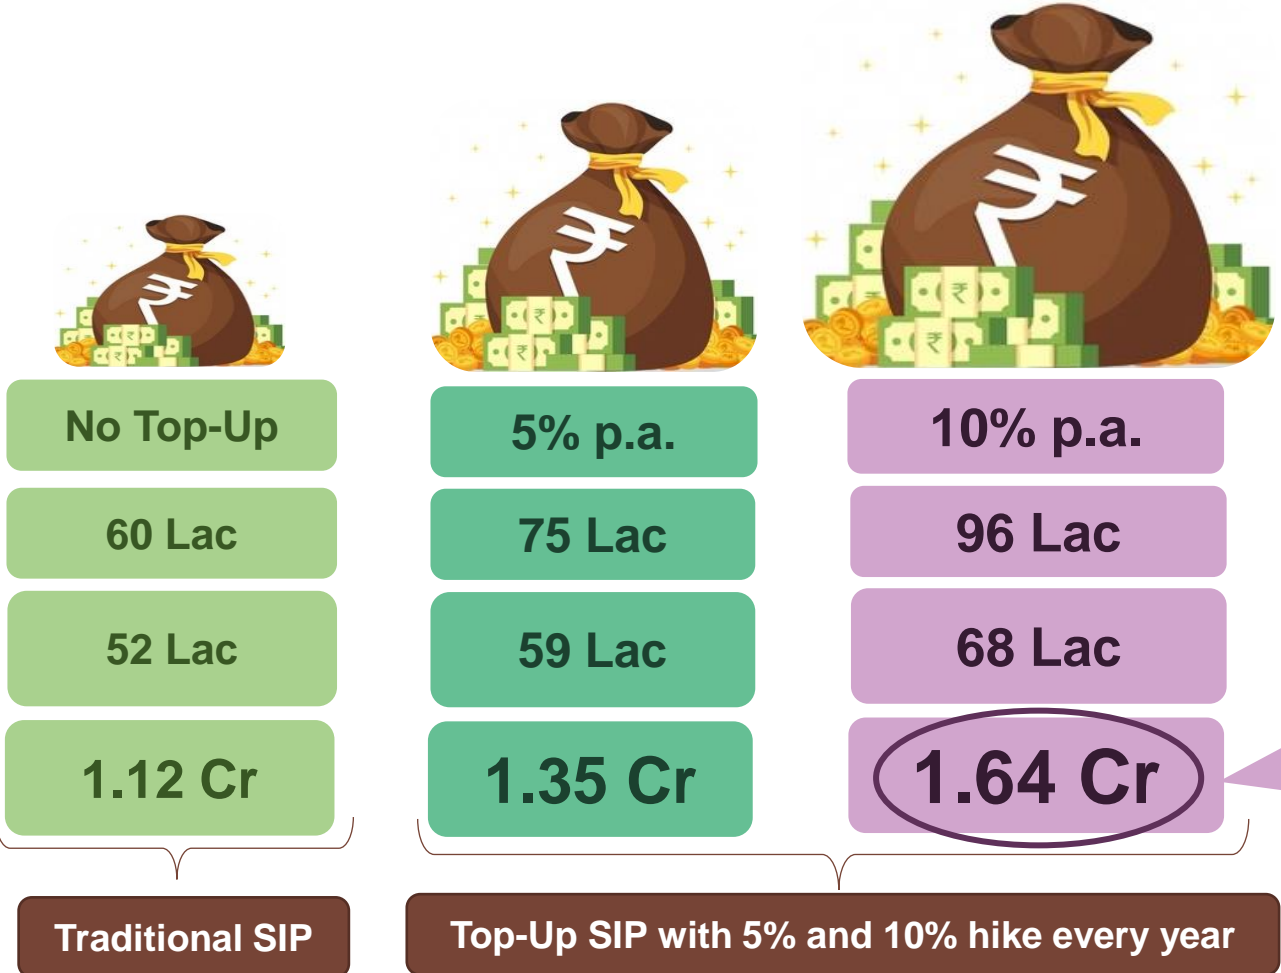 No Top-Up
5% p.a.
10% p.a.
60 Lac
75 Lac
96 Lac
52 Lac
59 Lac
68 Lac
1.12 Cr
1.35 Cr
1.64 Cr
Traditional SIP
Top-Up SIP with 5% and 10% hike every year
₹
₹
₹
₹
₹
₹
₹
₹
₹